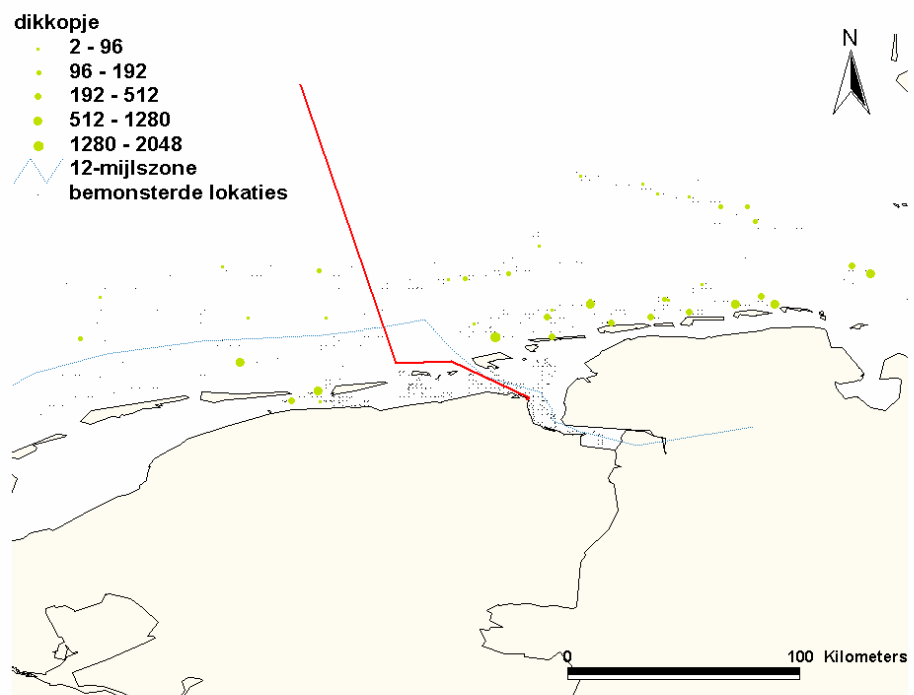 dikkopje
2 - 96
96 - 192
192 - 512
512 - 1280
1280 - 2048
12-mijlszone
bemonsterde lokaties
N
0 100 Kilometers